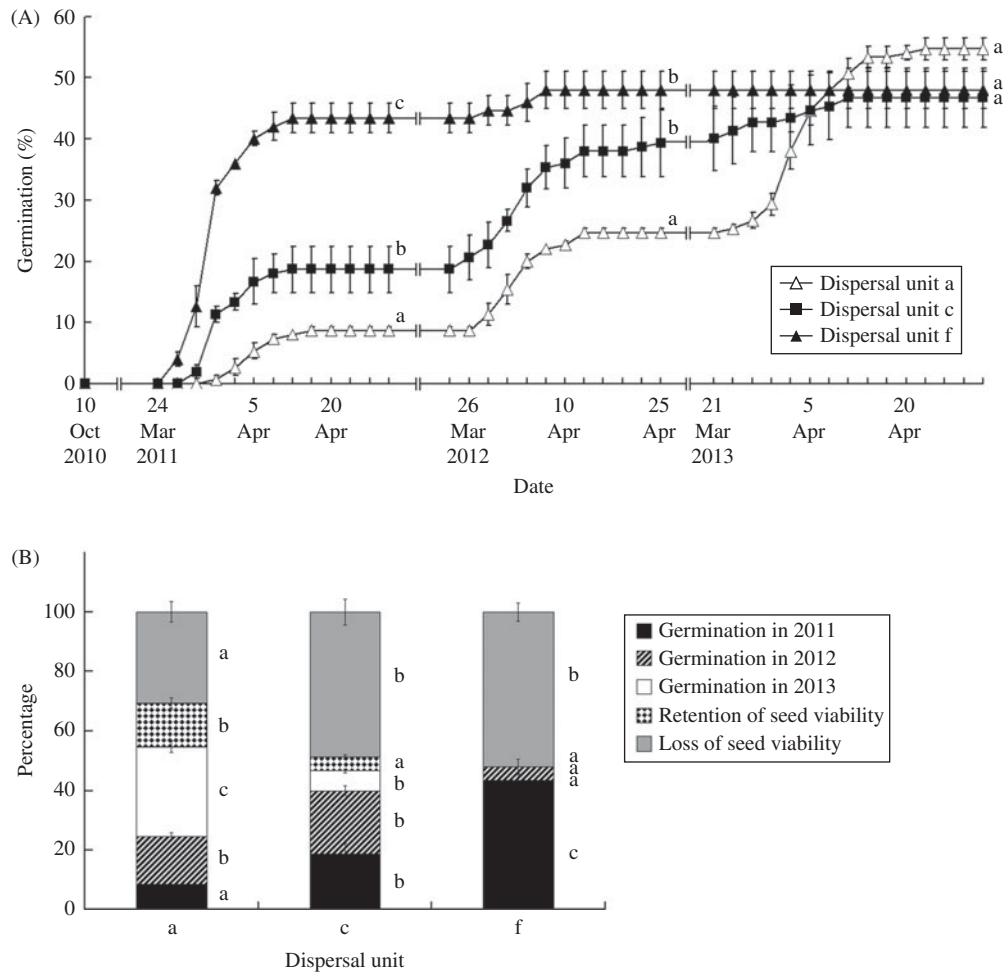 (A)
60
50
40
30
20
10
0
Germination (%)
c
b
a
b
b
a
a
a
a
Dispersal unit a
Dispersal unit c
Dispersal unit f
10 24 5 20 26 10 25 21 5 20
Oct Mar Apr Apr Mar Apr Apr Mar Apr Apr
2010 2011 2012 2013
Date
(B)
100
80
60
40
20
0
Percentage
a
b
c
b
a
b
a
b
b
b
b
a
a
a
c
Germination in 2011
Germination in 2012
Germination in 2013
Retention of seed viability
Loss of seed viability
a c f
Dispersal unit